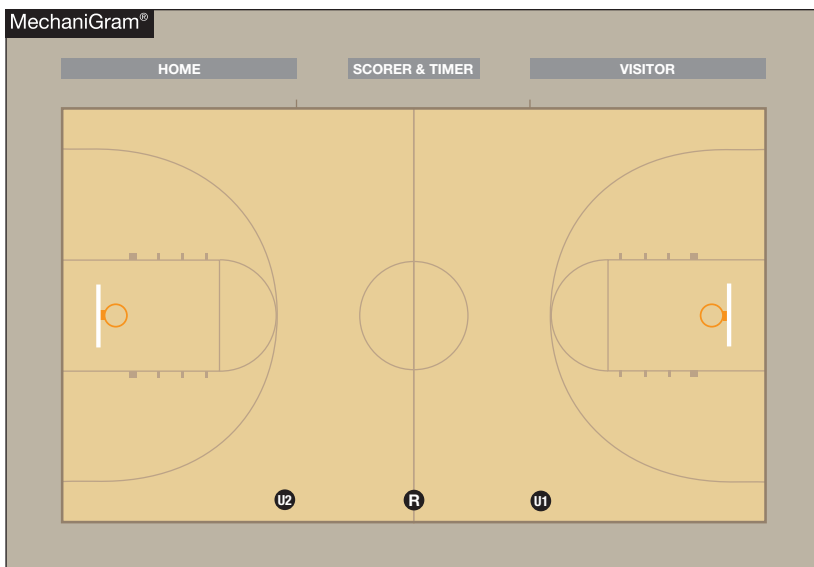 MechaniGram®
HOME
SCORER & TIMER
VISITOR
U2
R
U1